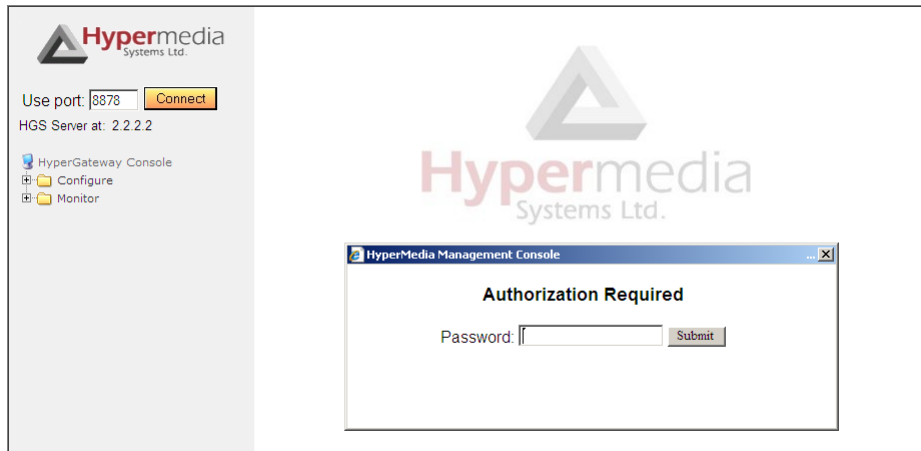 Hypermedia
Systems Ltd.
Use port: 8878 Connect
HGS Server at: 2.2.2.2
HyperGateway Console
Configure
Monitor
Hypermedia
Systems Ltd.
HyperMedia Management Console ...
Authorization Required
Password: Submit